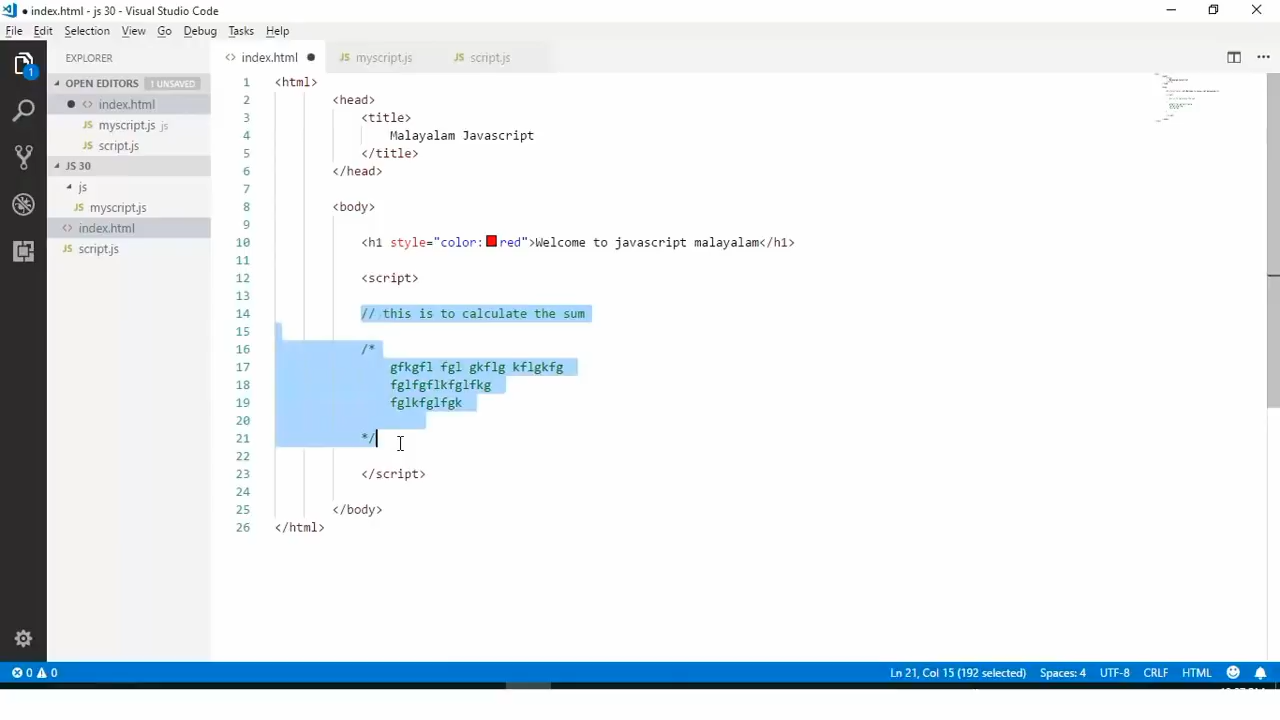 ● index.html - js 30 - Visual Studio Code
File Edit Selection View Go Debug Tasks Help
EXPLORER
OPEN EDITORS 1 UNSAVED
index.html
myscript.js js
script.js
JS 30
js
JS myscript.js
<> index.html
JS script.js
1
<> index.html ● JS myscript.js JS script.js
1 <html>
2 <head>
3 <title>
4 Malayalam Javascript
5 </title>
6 </head>
7
8 <body>
9
10 <h1 style="color:red">Welcome to javascript malayalam</h1>
11
12 <script>
13
14 // this is to calculate the sum
15
16 /*
17 gfkgfl fgl gkflg kflgkfg
18 fglfgflkfglfkg
19 fglkfglfgk
20
21 */
22
23 </script>
24
25 </body>
26 </html>
0 0 Ln 21, Col 15 (192 selected) Spaces: 4 UTF-8 CRLF HTML